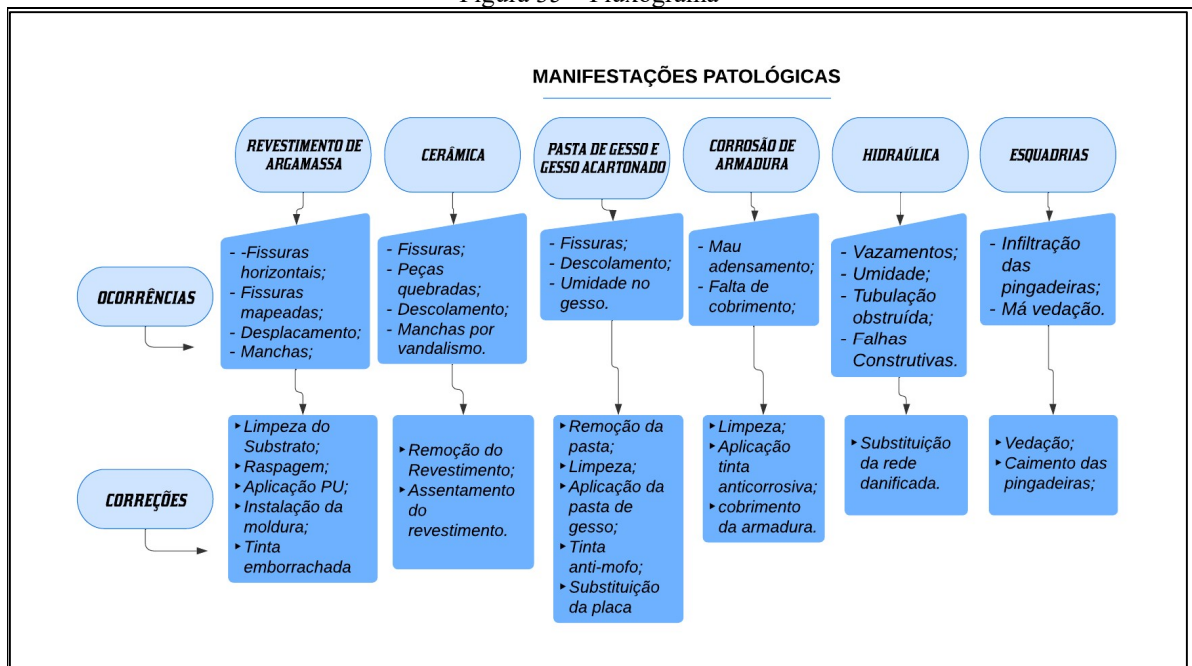 Figura 35 – Fluxograma
MANIFESTAÇÕES PATOLÓGICAS
REVESTIMENTO DE
ARGAMASSA
CERÂMICA
PASTA DE GESSO E
GESSO ACARTONADO
CORROSÃO DE
ARMADURA
HIDRAÚLICA
ESQUADRIAS
OCORRÊNCIAS
- -Fissuras
horizontais;
- Fissuras
mapeadas;
- Desplacamento;
- Manchas;
- Fissuras;
- Peças
quebradas;
- Descolamento;
- Manchas por
vandalismo.
- Fissuras;
- Descolamento;
- Umidade no
gesso.
- Mau
adensamento;
- Falta de
cobrimento;
- Vazamentos;
- Umidade;
- Tubulação
obstruída;
- Falhas
Construtivas.
- Infiltração
das
pingadeiras;
- Má vedação.
CORREÇÕES
‣ Limpeza do
Substrato;
‣ Raspagem;
‣ Aplicação PU;
‣ Instalação da
moldura;
‣ Tinta
emborrachada
‣ Remoção do
Revestimento;
‣ Assentamento
do
revestimento.
‣ Remoção da
pasta;
‣ Limpeza;
‣ Aplicação da
pasta de
gesso;
‣ Tinta
anti-mofo;
‣ Substituição
da placa
‣ Limpeza;
‣ Aplicação
tinta
anticorrosiva;
‣ cobrimento
da armadura.
‣ Substituição
da rede
danificada.
‣ Vedação;
‣ Caimento das
pingadeiras;